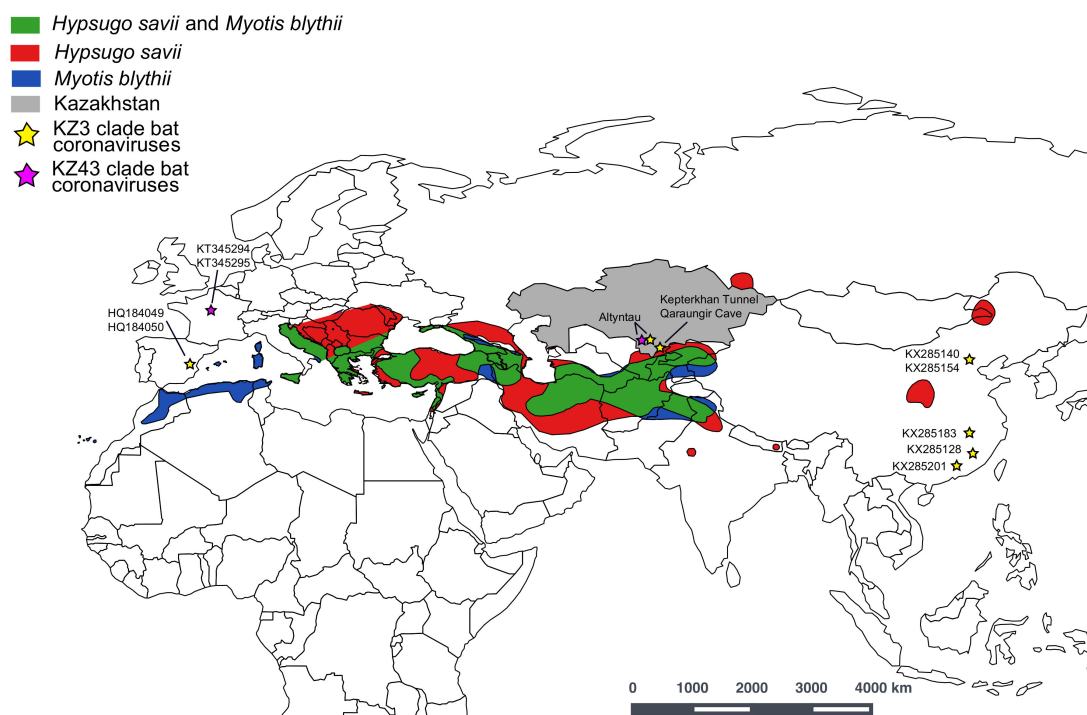 Hypsugo savii and Myotis blythii
Hypsugo savii
Myotis blythii
Kazakhstan
KZ3 clade bat
coronaviruses
KZ43 clade bat
coronaviruses
KT345294
KT345295
HQ184049
HQ184050
Altyntau
Kepterkhan Tunnel
Qaraungir Cave
KX285140
KX285154
KX285183
KX285128
KX285201
0 1000 2000 4000 km